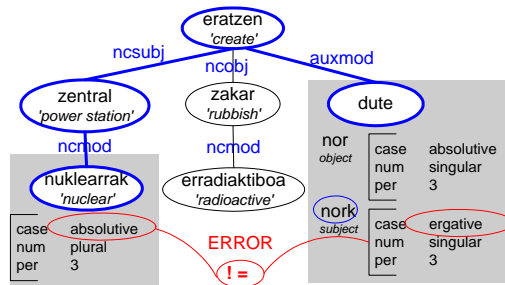 eratzen
'create'
ncsubj
ncobj
auxmod
zentral
'power station'
zakar
'rubbish'
dute
ncmod
ncmod
nuklearrak
'nuclear'
erradiaktiboa
'radioactive'
nor
object
case absolutive
num singular
per 3
nork
subject
case ergative
num singular
per 3
case absolutive
num plural
per 3
ERROR
! =